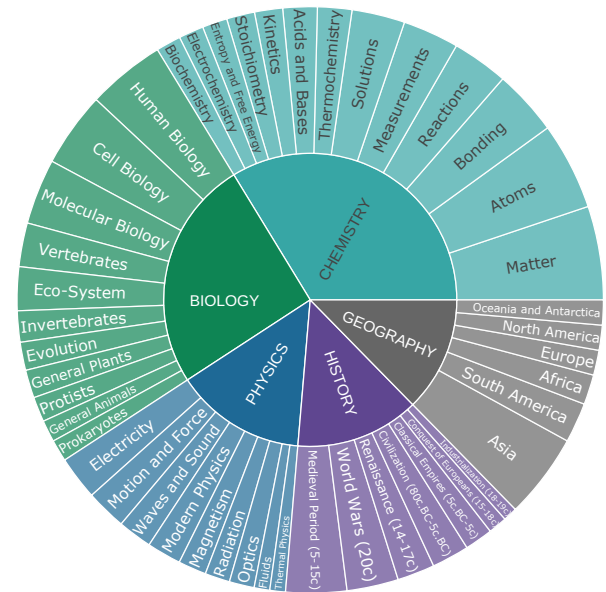 CHEMISTRY
Matter
Atoms
Bonding
Reactions
Measurements
Solutions
Thermochemistry
Acids and Bases
Kinetics
Stoichiometry
Entropy and Free Energy
Electrochemistry
Biochemistry
BIOLOGY
Human Biology
Cell Biology
Molecular Biology
Vertebrates
Eco-System
Invertebrates
Evolution
General Plants
Protists
General Animals
Prokaryotes
PHYSICS
Electricity
Motion and Force
Waves and Sound
Modern Physics
Magnetism
Radiation
Optics
Fluids
Thermal Physics
HISTORY
Medieval Period (5-15c)
World Wars (20c)
Renaissance (14-17c)
Civilization (80c.BC-5c.BC)
Classical Empires (5c.BC-5c)
Conquest of Europeans (15-18c)
Industrialization (18-19c)
GEOGRAPHY
Asia
South America
Africa
Europe
North America
Oceania and Antarctica